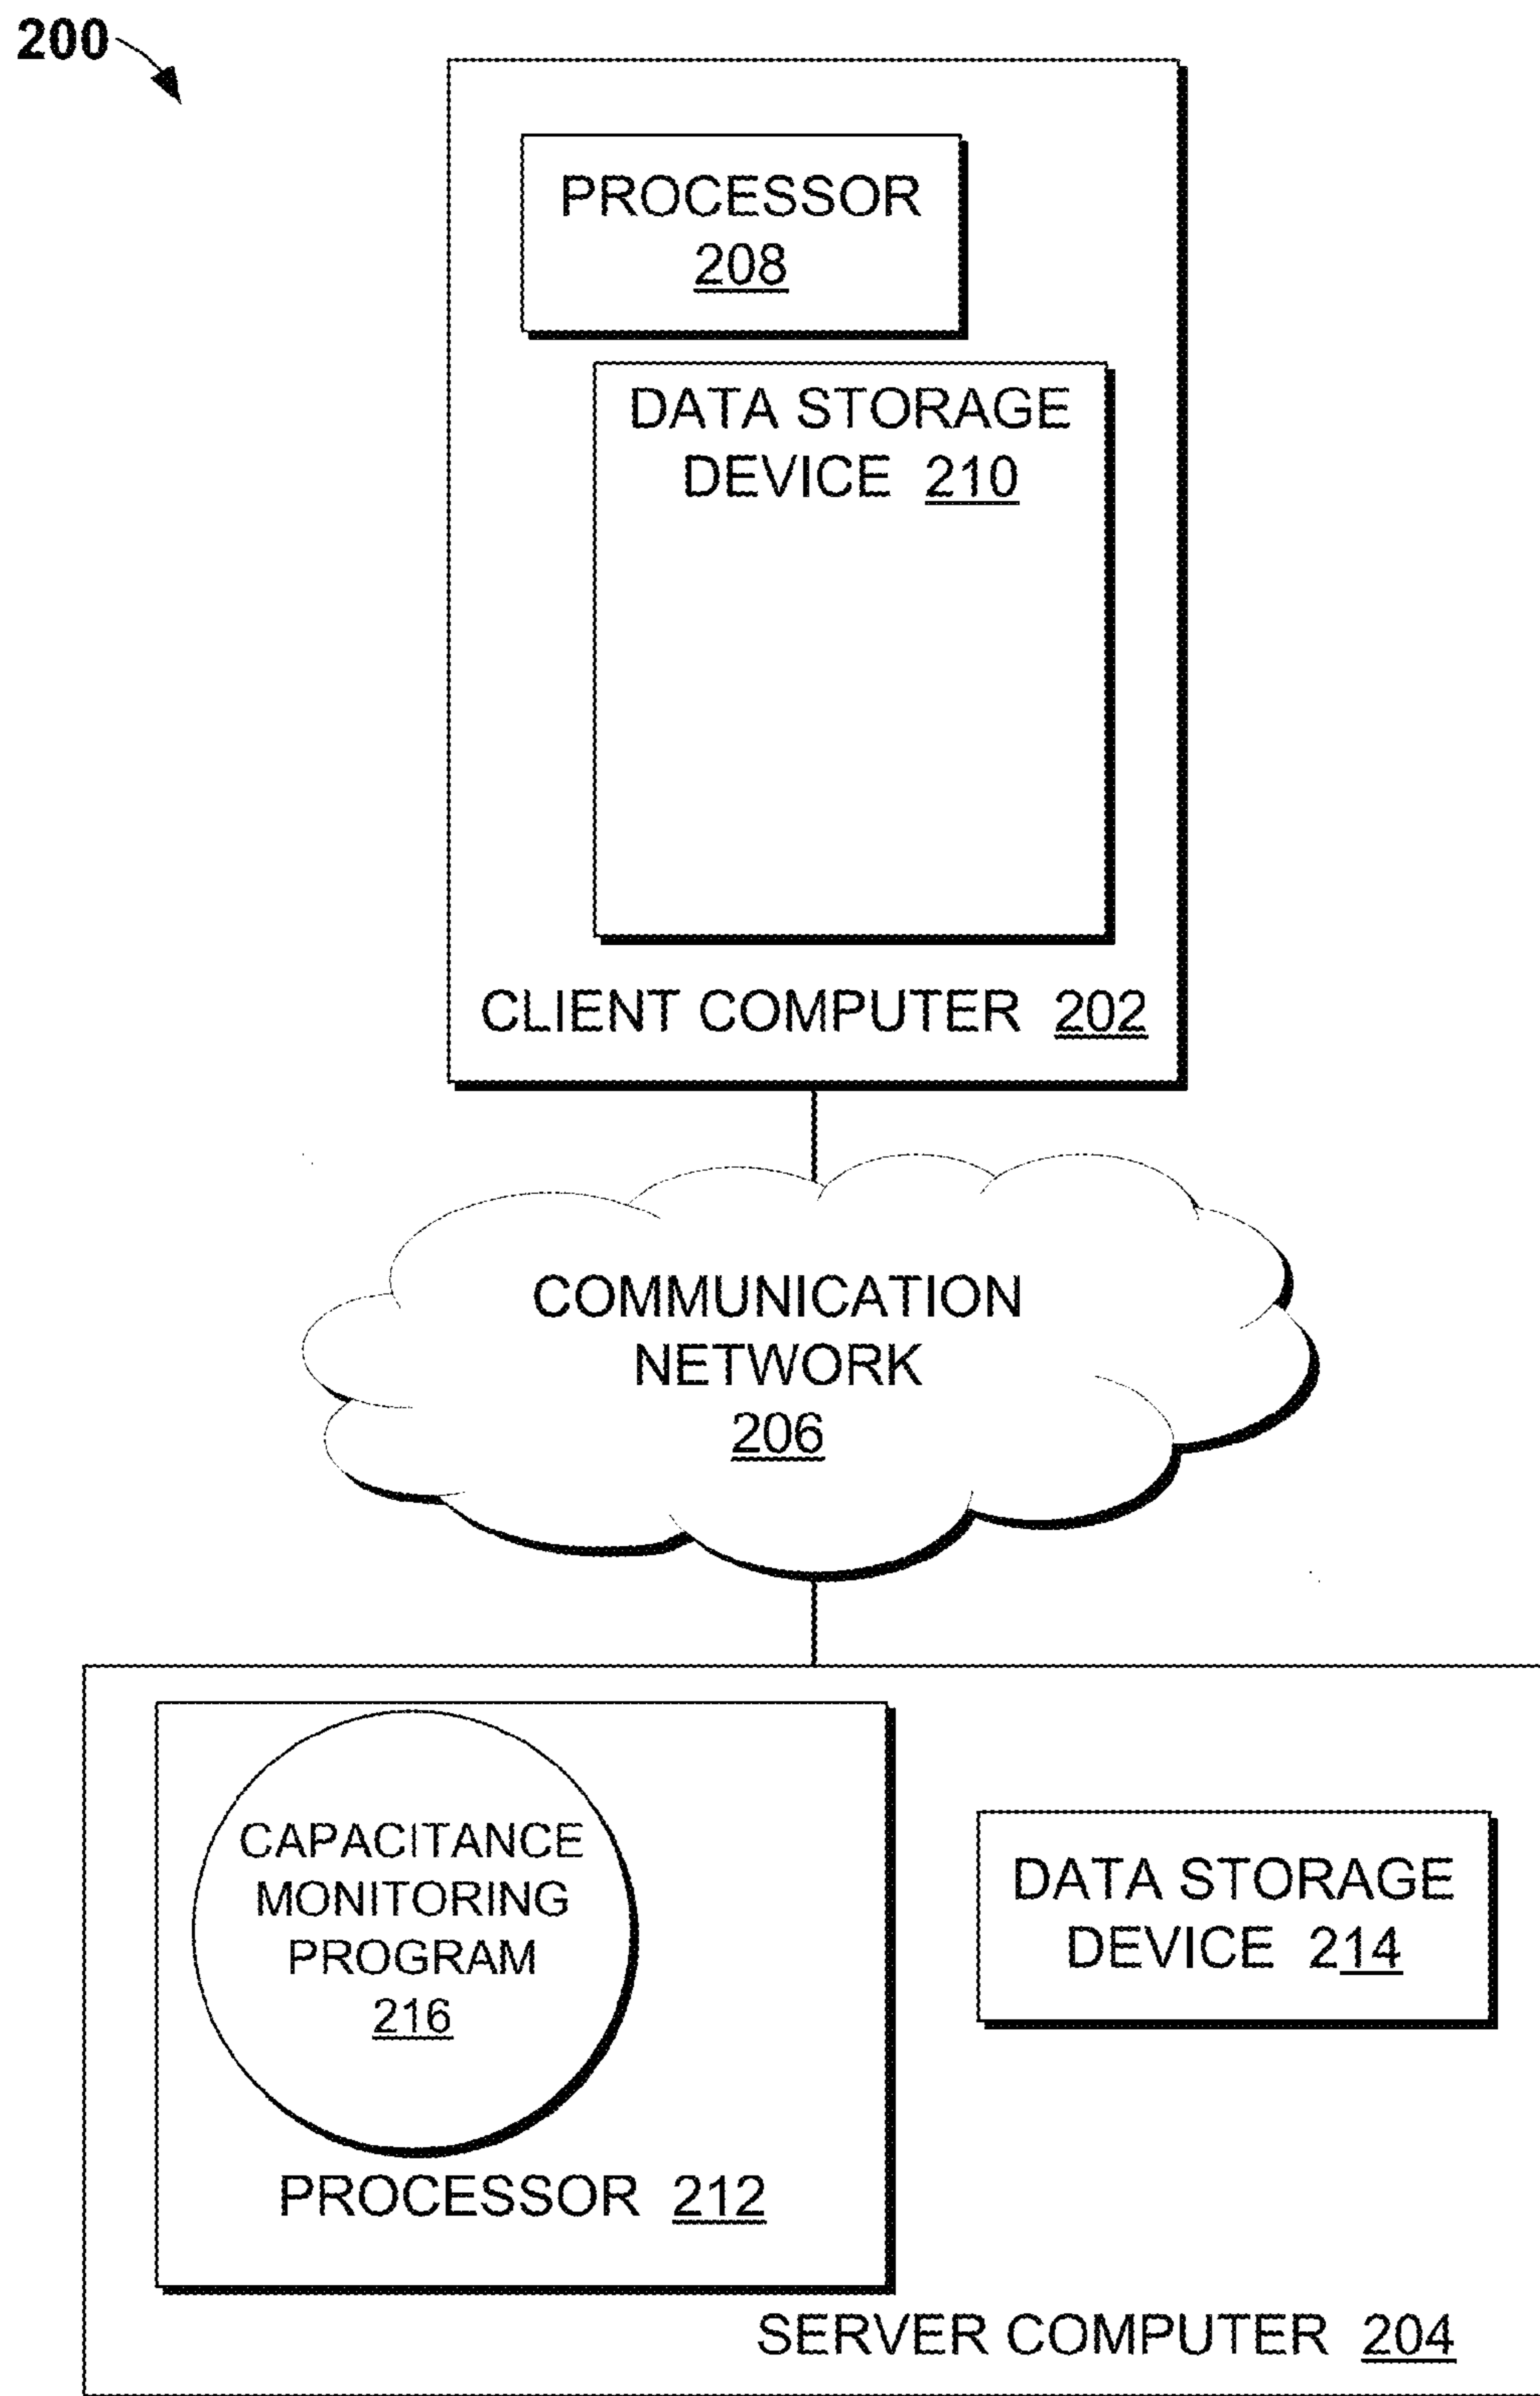 200
PROCESSOR
208
DATA STORAGE
DEVICE 210
CLIENT COMPUTER 202
COMMUNICATION
NETWORK
206
CAPACITANCE
MONITORING
PROGRAM
216
PROCESSOR 212
DATA STORAGE
DEVICE 214
SERVER COMPUTER 204